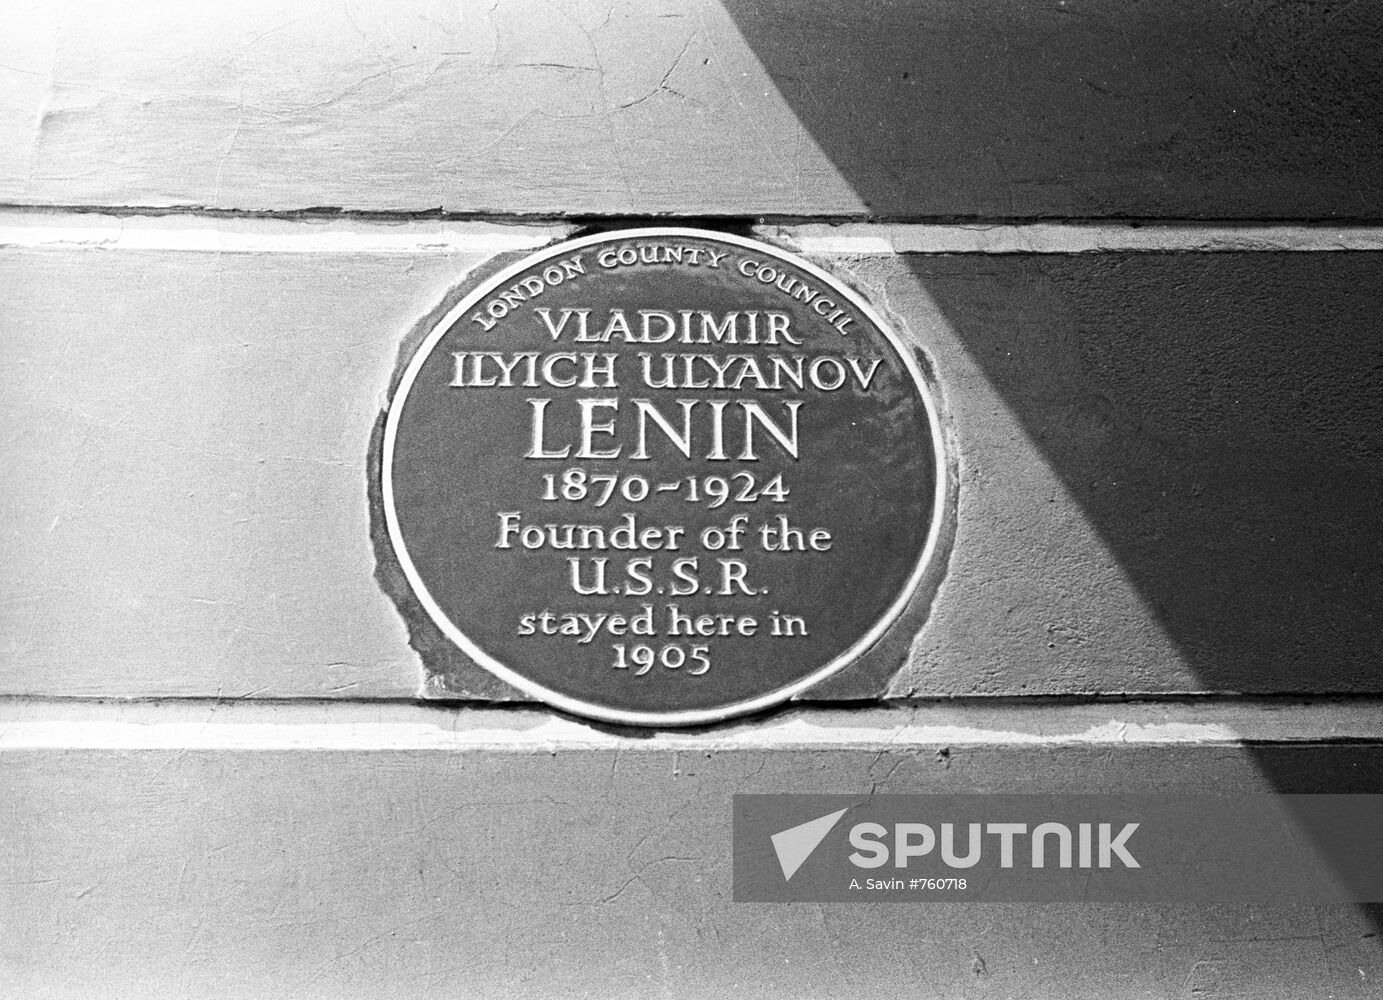 LONDON COUNTY COUNCIL
VLADIMIR
ILYICH ULYANOV
LENIN
1870-1924
Founder of the
U.S.S.R.
stayed here in
1905
SPUTNIK
A. Savin #760718